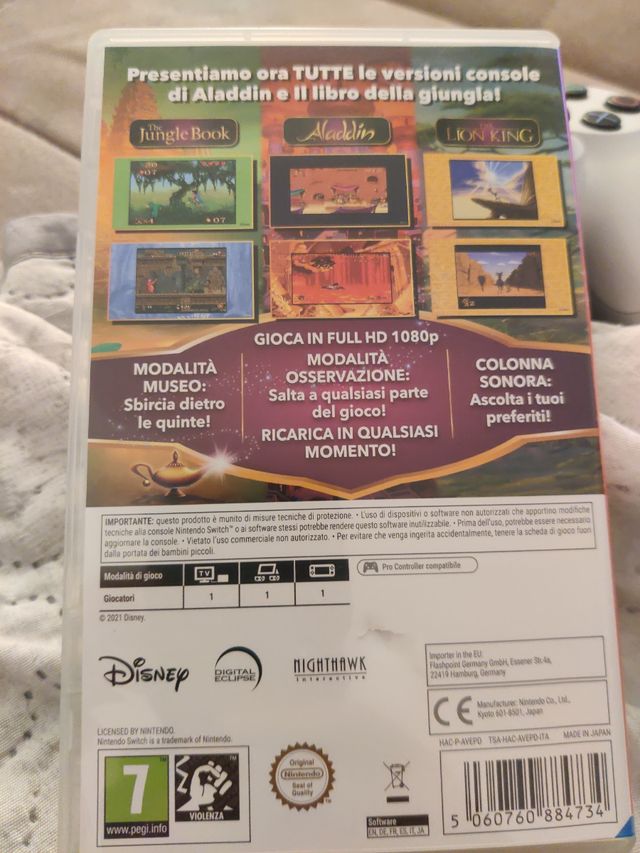 Presentiamo ora TUTTE le versioni console
di Aladdin e Il libro della giungla!
The
Jungle Book
Aladdin
THE
LION KING
GIOCA IN FULL HD 1080p
MODALITÀ
MUSEO:
Sbircia dietro
le quinte!
MODALITÀ
OSSERVAZIONE:
Salta a qualsiasi parte
del gioco!
RICARICA IN QUALSIASI
MOMENTO!
COLONNA
SONORA:
Ascolta i tuoi
preferiti!
IMPORTANTE: questo prodotto è munito di misure tecniche di protezione. • L'uso di dispositivi o software non autorizzati che apportino modifiche
tecniche alla console Nintendo Switch™ o ai software stessi potrebbe rendere questo software inutilizzabile. • Prima dell'uso, potrebbe essere necessario
aggiornare la console. • Vietato l'uso commerciale non autorizzato. • Per evitare che venga ingerita accidentalmente, tenere la scheda di gioco fuori
dalla portata dei bambini piccoli.
Modalità di gioco
TV
Pro Controller compatibile
Giocatori 1 1 1
© 2021 Disney.
Disney
DIGITAL
ECLIPSE
NIGHTHAWK
Interactive
Importer in the EU:
Flashpoint Germany GmbH, Essener Str.4a,
22419 Hamburg, Germany
CE
Manufacturer: Nintendo Co., Ltd.,
Kyoto 601-8501, Japan
LICENSED BY NINTENDO.
Nintendo Switch is a trademark of Nintendo.
HAC-P-AVEPD TSA-HAC-AVEPD-ITA MADE IN JAPAN
7
www.pegi.info
VIOLENZA
Original
Nintendo
Seal of
Quality
Software
EN, DE, FR, ES, IT, JA
5 060760 884734